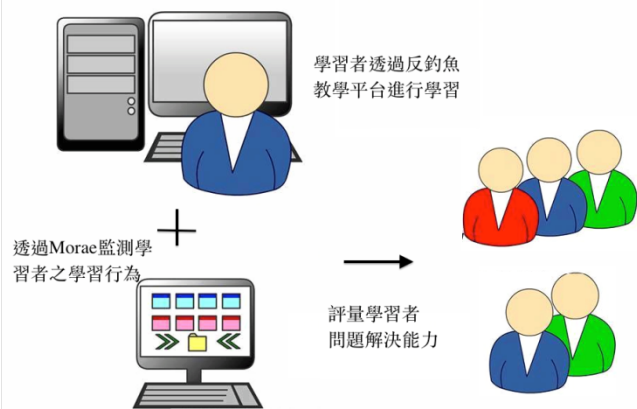 學習者透過反釣魚
教學平台進行學習
透過Morae監測學
習者之學習行為
評量學習者
問題解決能力